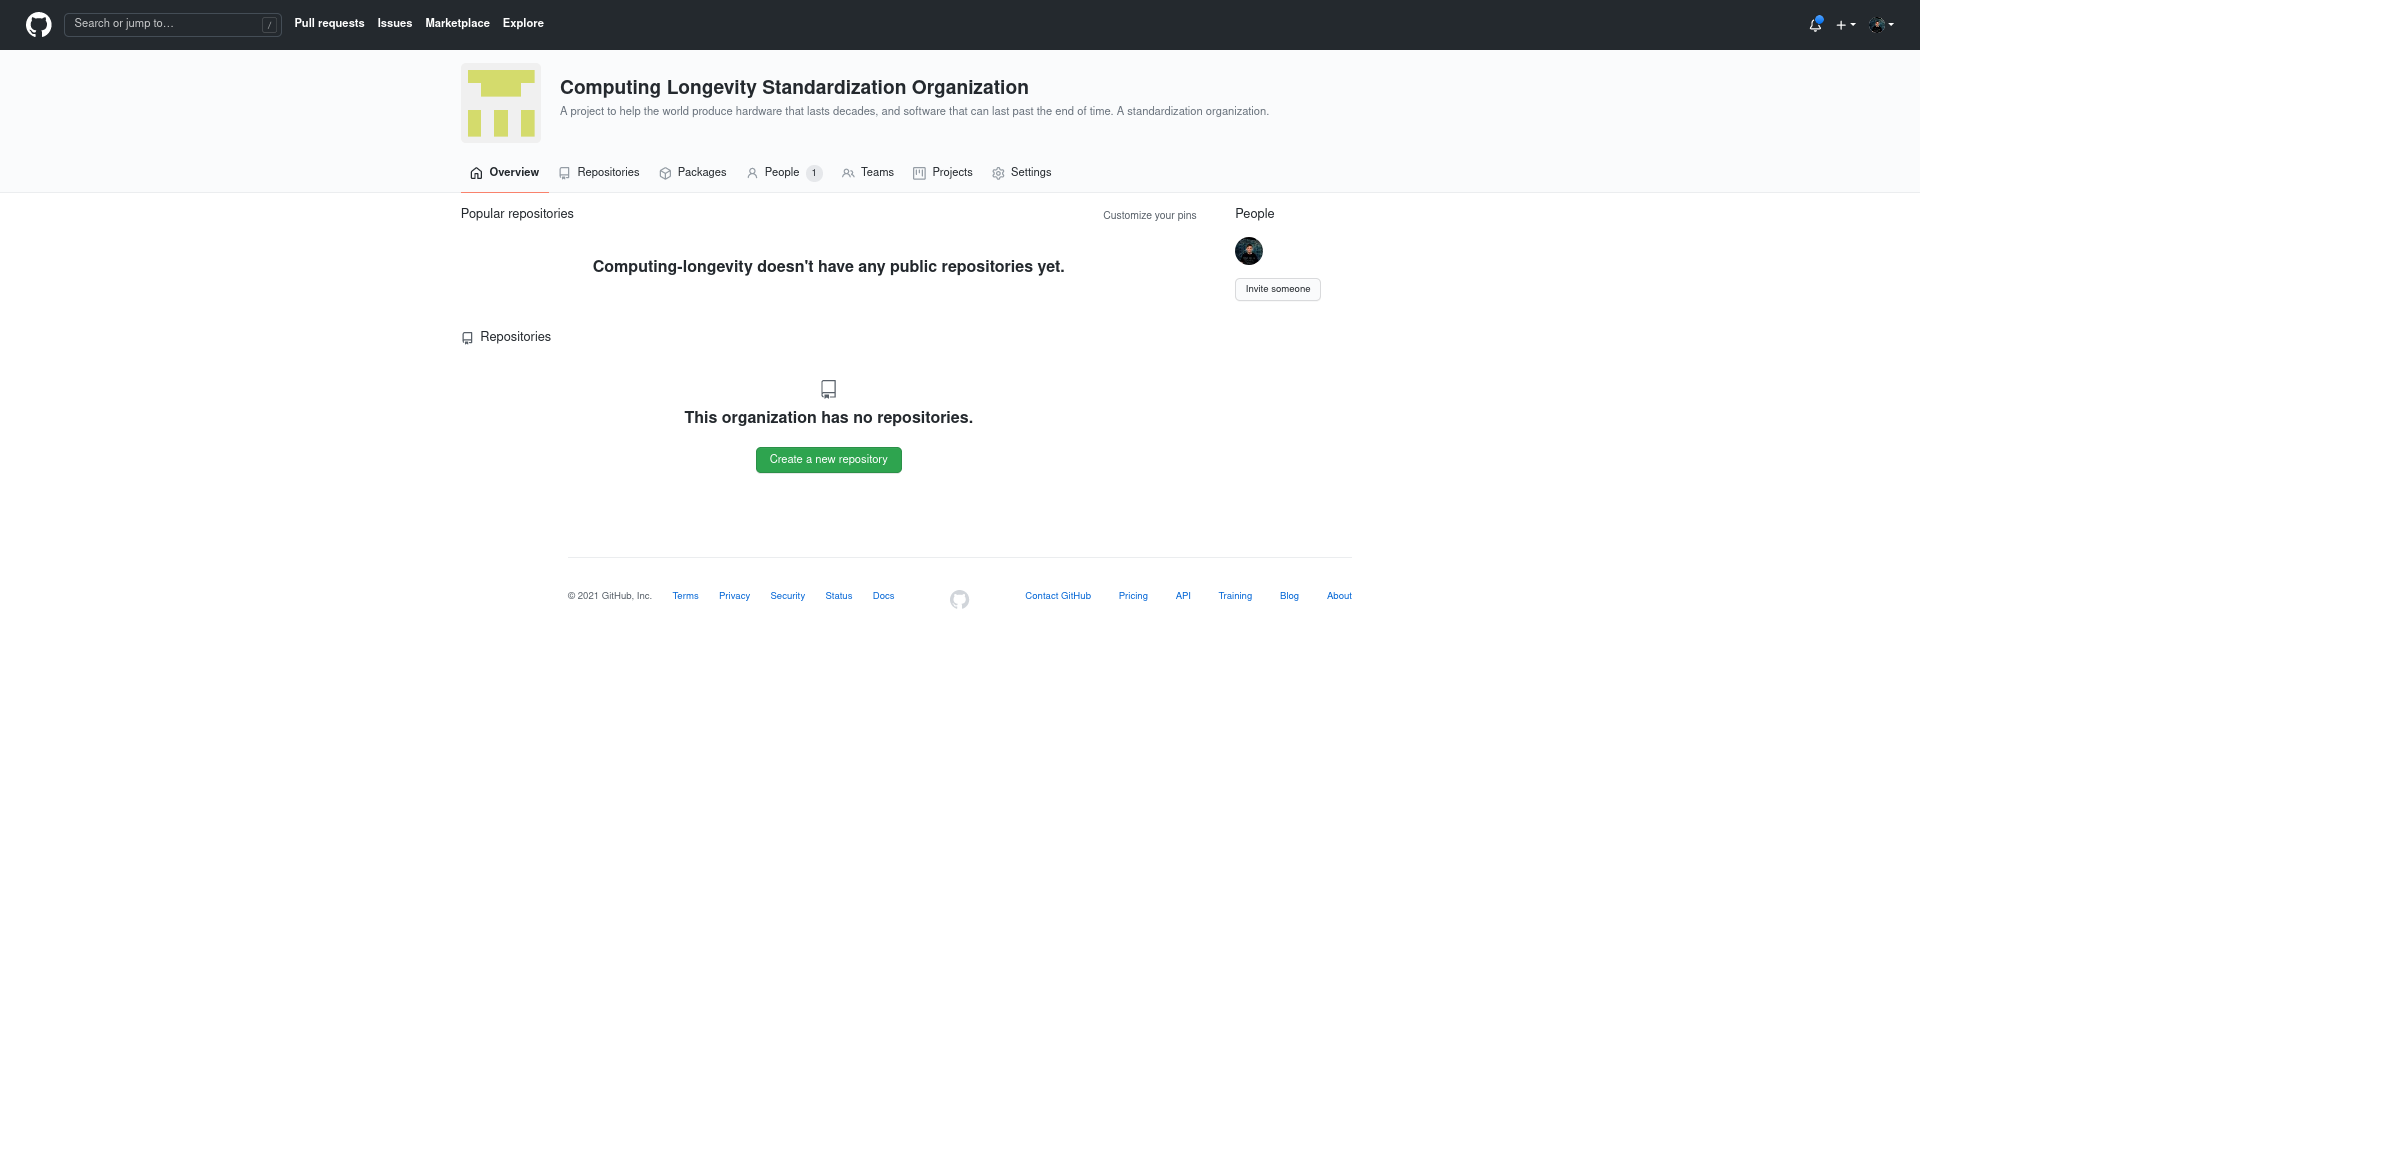 Search or jump to... /
Pull requests Issues Marketplace Explore
Computing Longevity Standardization Organization
A project to help the world produce hardware that lasts decades, and software that can last past the end of time. A standardization organization.
Overview Repositories Packages People 1 Teams Projects Settings
Popular repositories
Customize your pins
Computing-longevity doesn't have any public repositories yet.
People
Invite someone
Repositories
This organization has no repositories.
Create a new repository
© 2021 GitHub, Inc. Terms Privacy Security Status Docs Contact GitHub Pricing API Training Blog About